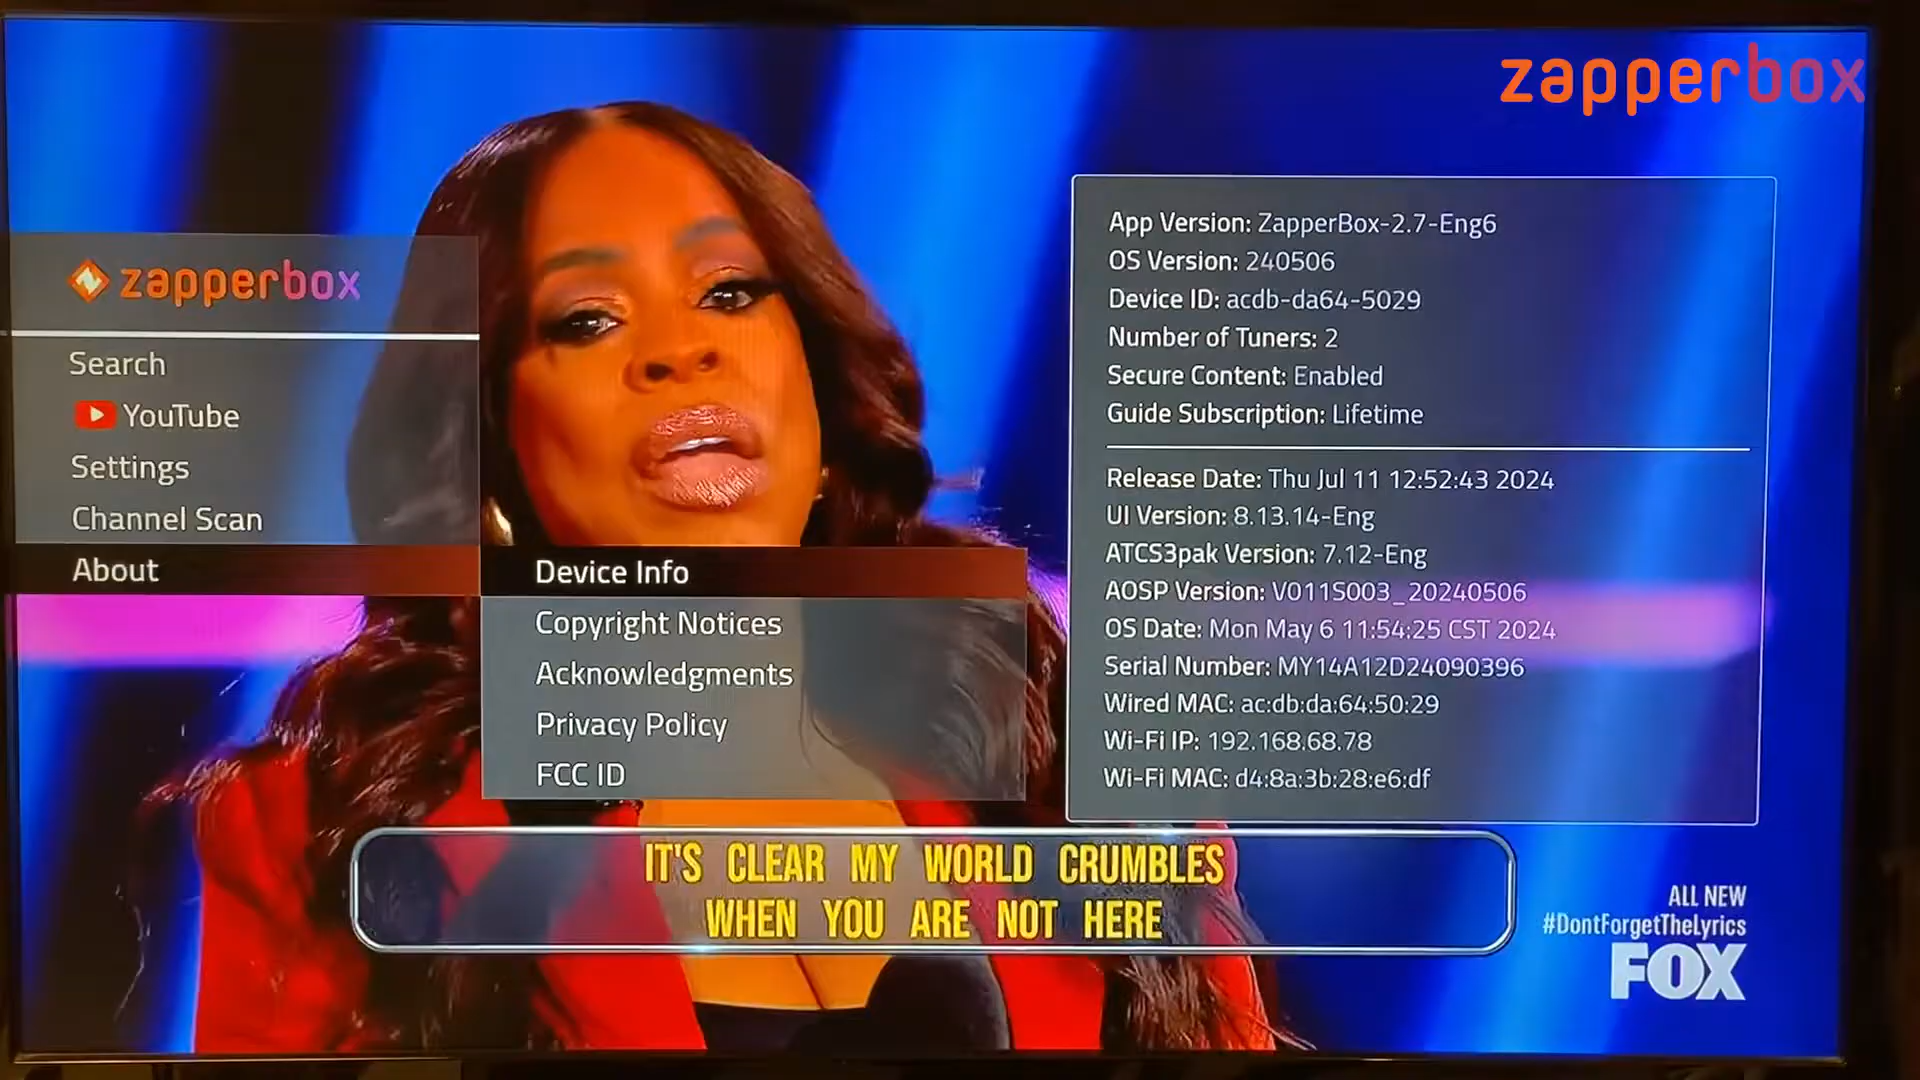 zapperbox
zapperbox
Search
YouTube
Settings
Channel Scan
About
Device Info
Copyright Notices
Acknowledgments
Privacy Policy
FCC ID
App Version: ZapperBox-2.7-Eng6
OS Version: 240506
Device ID: acdb-da64-5029
Number of Tuners: 2
Secure Content: Enabled
Guide Subscription: Lifetime
Release Date: Thu Jul 11 12:52:43 2024
UI Version: 8.13.14-Eng
ATCS3pak Version: 7.12-Eng
AOSP Version: V011S003_20240506
OS Date: Mon May 6 11:54:25 CST 2024
Serial Number: MY14A12D24090396
Wired MAC: ac:db:da:64:50:29
Wi-Fi IP: 192.168.68.78
Wi-Fi MAC: d4:8a:3b:28:e6:df
IT'S CLEAR MY WORLD CRUMBLES
WHEN YOU ARE NOT HERE
ALL NEW
#DontForgetTheLyrics
FOX